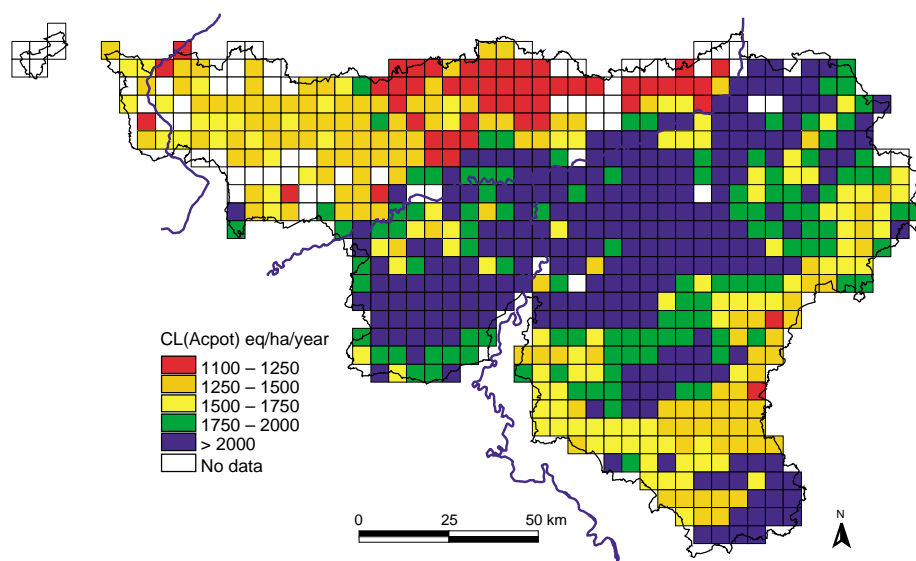 CL(Acpot) eq/ha/year
1100 – 1250
1250 – 1500
1500 – 1750
1750 – 2000
> 2000
No data
0 25 50 km
N